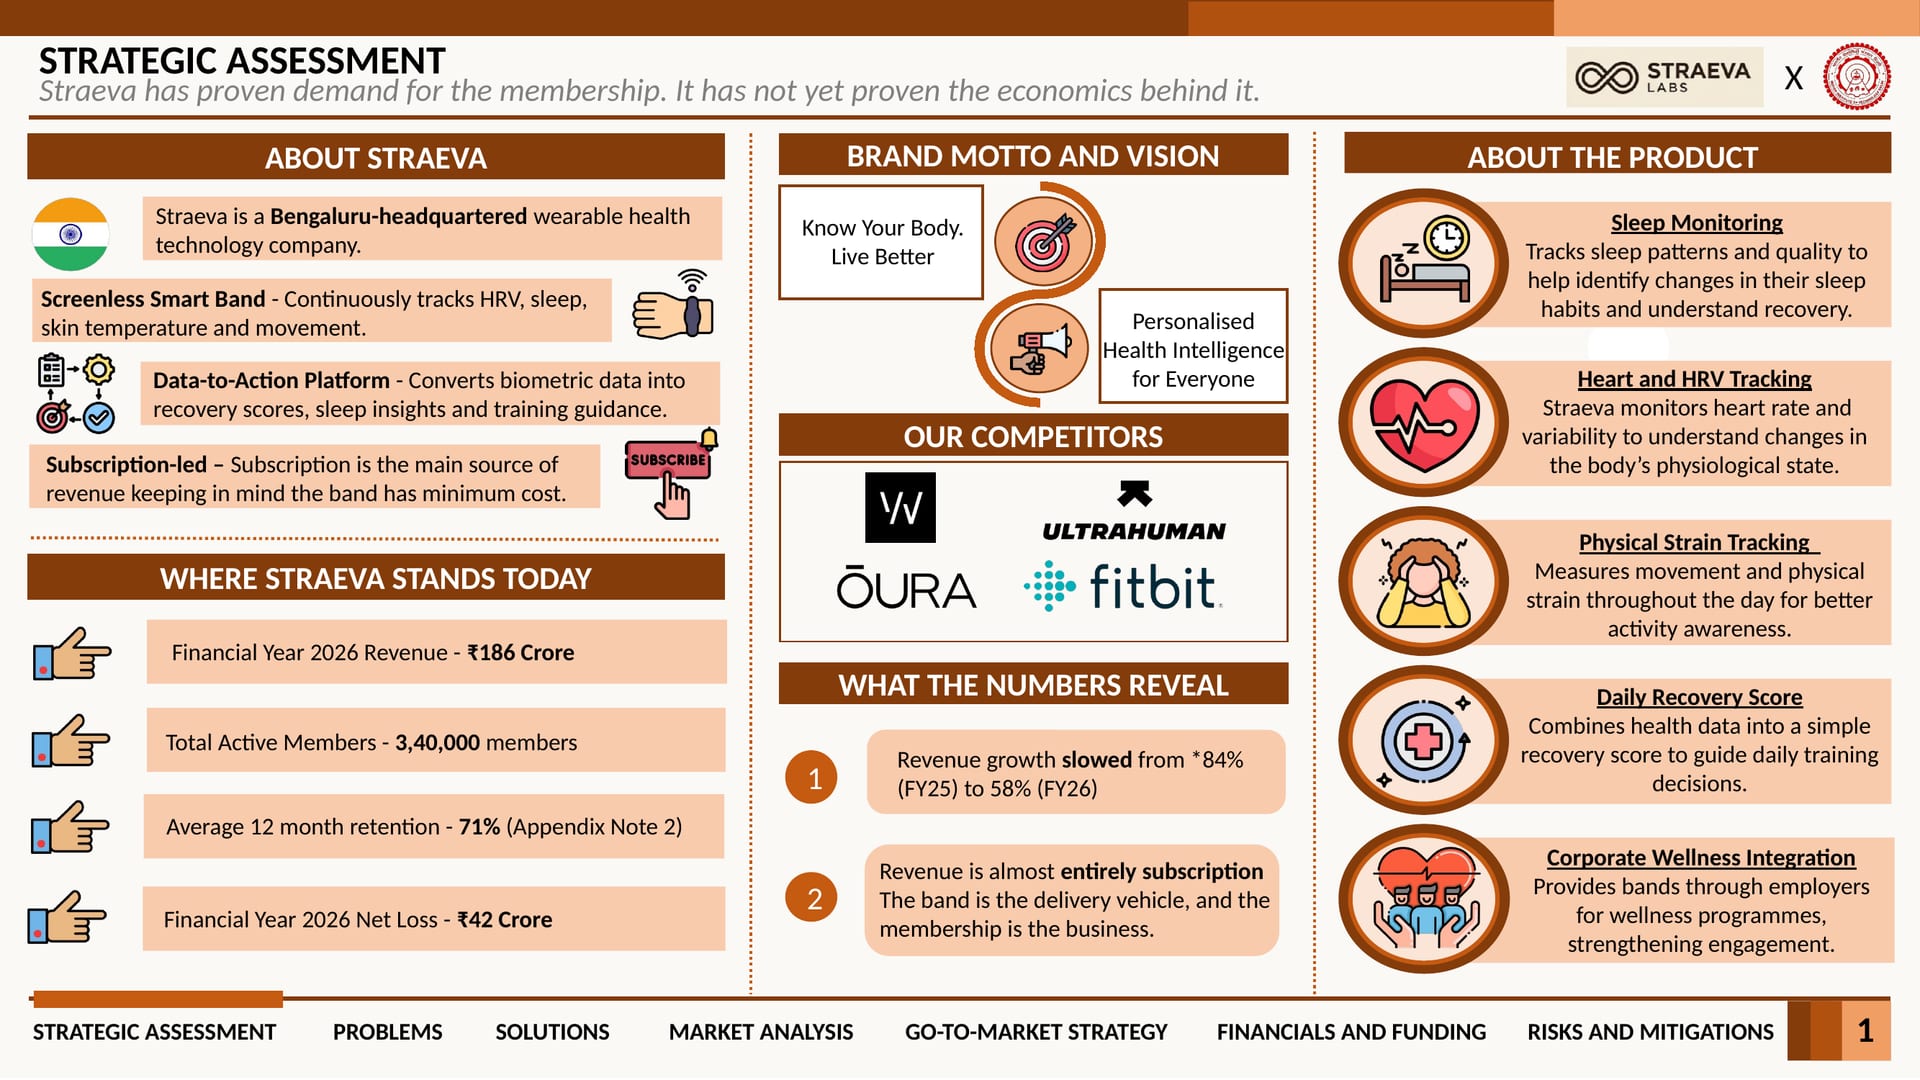 STRATEGIC ASSESSMENT
Straeva has proven demand for the membership. It has not yet proven the economics behind it.
STRAEVA
LABS
X
ABOUT STRAEVA
Straeva is a Bengaluru-headquartered wearable health
technology company.
Screenless Smart Band - Continuously tracks HRV, sleep,
skin temperature and movement.
Data-to-Action Platform - Converts biometric data into
recovery scores, sleep insights and training guidance.
Subscription-led – Subscription is the main source of
revenue keeping in mind the band has minimum cost.
SUBSCRIBE
WHERE STRAEVA STANDS TODAY
Financial Year 2026 Revenue - ₹186 Crore
Total Active Members - 3,40,000 members
Average 12 month retention - 71% (Appendix Note 2)
Financial Year 2026 Net Loss - ₹42 Crore
BRAND MOTTO AND VISION
Know Your Body.
Live Better
Personalised
Health Intelligence
for Everyone
OUR COMPETITORS
W
ULTRAHUMAN
ŌURA
fitbit
WHAT THE NUMBERS REVEAL
1
Revenue growth slowed from *84%
(FY25) to 58% (FY26)
2
Revenue is almost entirely subscription
The band is the delivery vehicle, and the
membership is the business.
ABOUT THE PRODUCT
Sleep Monitoring
Tracks sleep patterns and quality to
help identify changes in their sleep
habits and understand recovery.
Heart and HRV Tracking
Straeva monitors heart rate and
variability to understand changes in
the body’s physiological state.
Physical Strain Tracking
Measures movement and physical
strain throughout the day for better
activity awareness.
Daily Recovery Score
Combines health data into a simple
recovery score to guide daily training
decisions.
Corporate Wellness Integration
Provides bands through employers
for wellness programmes,
strengthening engagement.
STRATEGIC ASSESSMENT
PROBLEMS
SOLUTIONS
MARKET ANALYSIS
GO-TO-MARKET STRATEGY
FINANCIALS AND FUNDING
RISKS AND MITIGATIONS
1